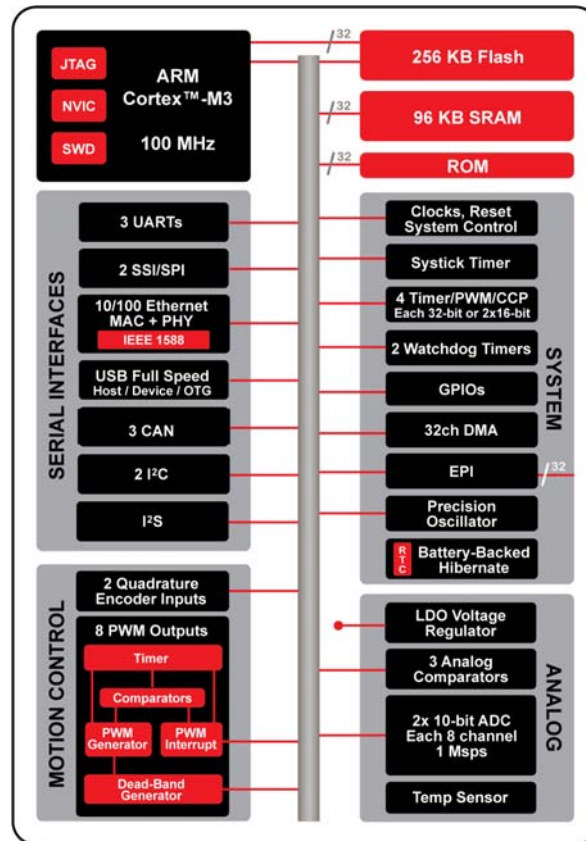 JTAG
NVIC
SWD
ARM
Cortex™-M3
100 MHz
32
256 KB Flash
32
96 KB SRAM
32
ROM
SERIAL INTERFACES
3 UARTs
2 SSI/SPI
10/100 Ethernet
MAC + PHY
IEEE 1588
USB Full Speed
Host / Device / OTG
3 CAN
2 I²C
I²S
SYSTEM
Clocks, Reset
System Control
Systick Timer
4 Timer/PWM/CCP
Each 32-bit or 2x16-bit
2 Watchdog Timers
GPIOs
32ch DMA
EPI
32
Precision
Oscillator
RTC
Battery-Backed
Hibernate
MOTION CONTROL
2 Quadrature
Encoder Inputs
8 PWM Outputs
Timer
Comparators
PWM
Generator
PWM
Interrupt
Dead-Band
Generator
ANALOG
LDO Voltage
Regulator
3 Analog
Comparators
2x 10-bit ADC
Each 8 channel
1 Msps
Temp Sensor